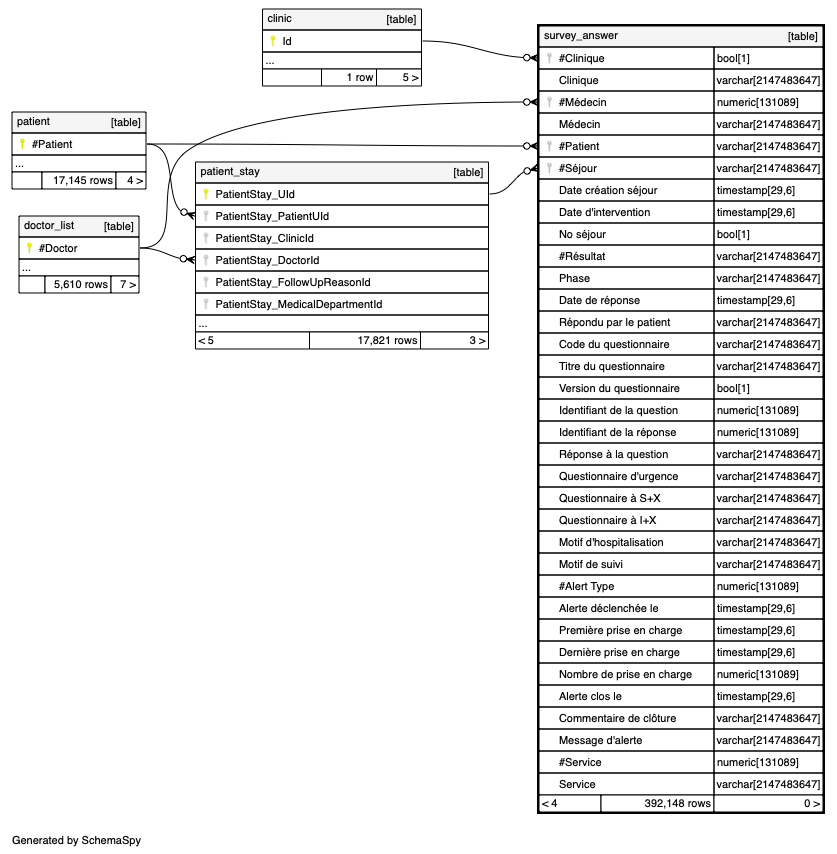 clinic [table]
Id
...
1 row 5 >
patient [table]
#Patient
...
17,145 rows 4 >
doctor_list [table]
#Doctor
...
5,610 rows 7 >
patient_stay [table]
PatientStay_UId
PatientStay_PatientUId
PatientStay_ClinicId
PatientStay_DoctorId
PatientStay_FollowUpReasonId
PatientStay_MedicalDepartmentId
...
< 5 17,821 rows 3 >
survey_answer [table]
#Clinique bool[1]
Clinique varchar[2147483647]
#Médecin numeric[131089]
Médecin varchar[2147483647]
#Patient varchar[2147483647]
#Séjour varchar[2147483647]
Date création séjour timestamp[29,6]
Date d'intervention timestamp[29,6]
No séjour bool[1]
#Résultat varchar[2147483647]
Phase varchar[2147483647]
Date de réponse timestamp[29,6]
Répondu par le patient varchar[2147483647]
Code du questionnaire varchar[2147483647]
Titre du questionnaire varchar[2147483647]
Version du questionnaire bool[1]
Identifiant de la question numeric[131089]
Identifiant de la réponse numeric[131089]
Réponse à la question varchar[2147483647]
Questionnaire d'urgence varchar[2147483647]
Questionnaire à S+X varchar[2147483647]
Questionnaire à I+X varchar[2147483647]
Motif d'hospitalisation varchar[2147483647]
Motif de suivi varchar[2147483647]
#Alert Type numeric[131089]
Alerte déclenchée le timestamp[29,6]
Première prise en charge timestamp[29,6]
Dernière prise en charge timestamp[29,6]
Nombre de prise en charge numeric[131089]
Alerte clos le timestamp[29,6]
Commentaire de clôture varchar[2147483647]
Message d'alerte varchar[2147483647]
#Service numeric[131089]
Service varchar[2147483647]
< 4 392,148 rows 0 >
Generated by SchemaSpy